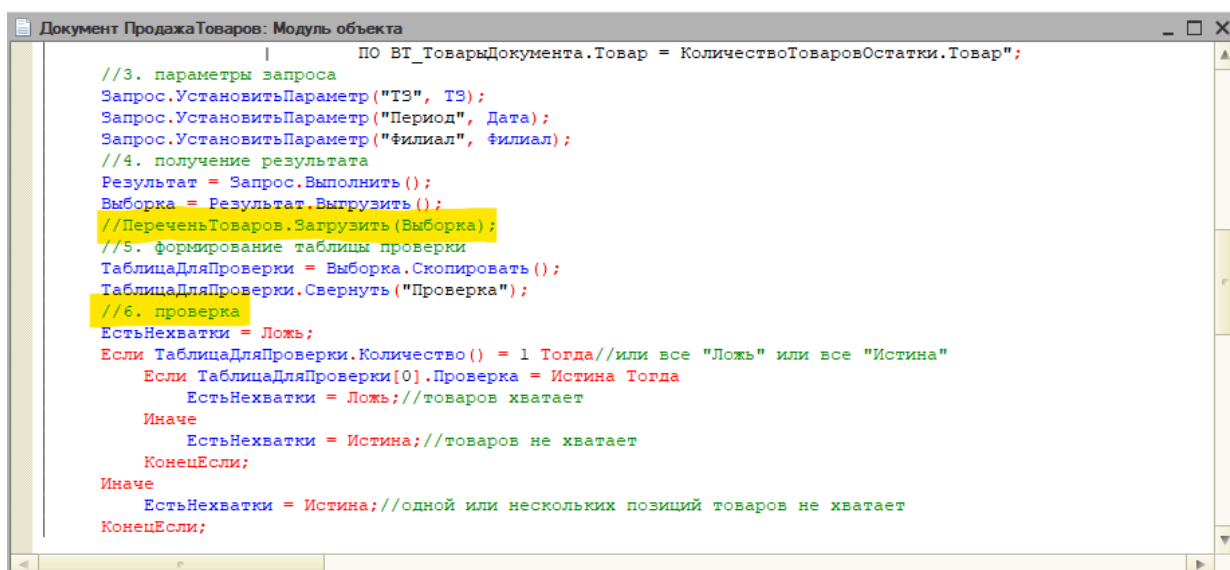 Документ ПродажаТоваров: Модуль объекта
| ПО ВТ_ТоварыДокумента.Товар = КоличествоТоваровОстатки.Товар";
//3. параметры запроса
Запрос.УстановитьПараметр("ТЗ", ТЗ);
Запрос.УстановитьПараметр("Период", Дата);
Запрос.УстановитьПараметр("Филиал", Филиал);
//4. получение результата
Результат = Запрос.Выполнить();
Выборка = Результат.Выгрузить();
//ПереченьТоваров.Загрузить(Выборка);
//5. формирование таблицы проверки
ТаблицаДляПроверки = Выборка.Скопировать();
ТаблицаДляПроверки.Свернуть("Проверка");
//6. проверка
ЕстьНехватки = Ложь;
Если ТаблицаДляПроверки.Количество() = 1 Тогда//или все "Ложь" или все "Истина"
Если ТаблицаДляПроверки[0].Проверка = Истина Тогда
ЕстьНехватки = Ложь;//товаров хватает
Иначе
ЕстьНехватки = Истина;//товаров не хватает
КонецЕсли;
Иначе
ЕстьНехватки = Истина;//одной или нескольких позиций товаров не хватает
КонецЕсли;